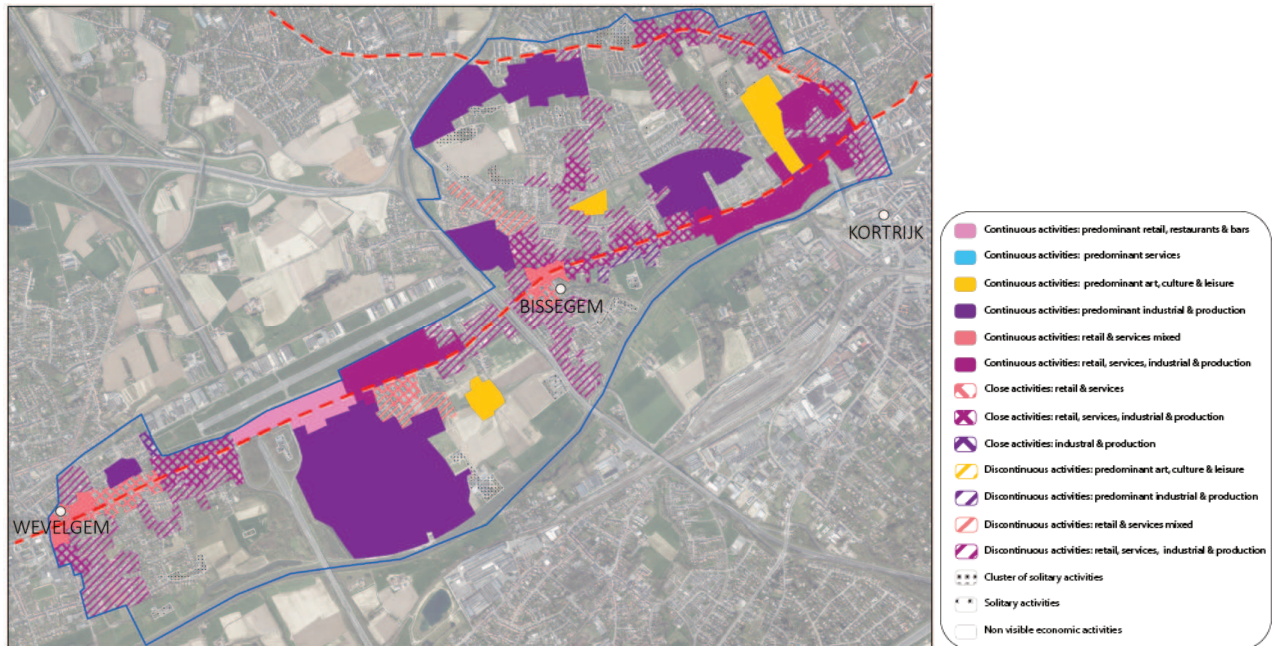 KORTRIJK
BISSEGEM
WEVELGEM
Continuous activities: predominant retail, restaurants & bars
Continuous activities: predominant services
Continuous activities: predominant art, culture & leisure
Continuous activities: predominant industrial & production
Continuous activities: retail & services mixed
Continuous activities: retail, services, industrial & production
Close activities: retail & services
Close activities: retail, services, industrial & production
Close activities: industrial & production
Discontinuous activities: predominant art, culture & leisure
Discontinuous activities: predominant industrial & production
Discontinuous activities: retail & services mixed
Discontinuous activities: retail, services, industrial & production
Cluster of solitary activities
Solitary activities
Non visible economic activities